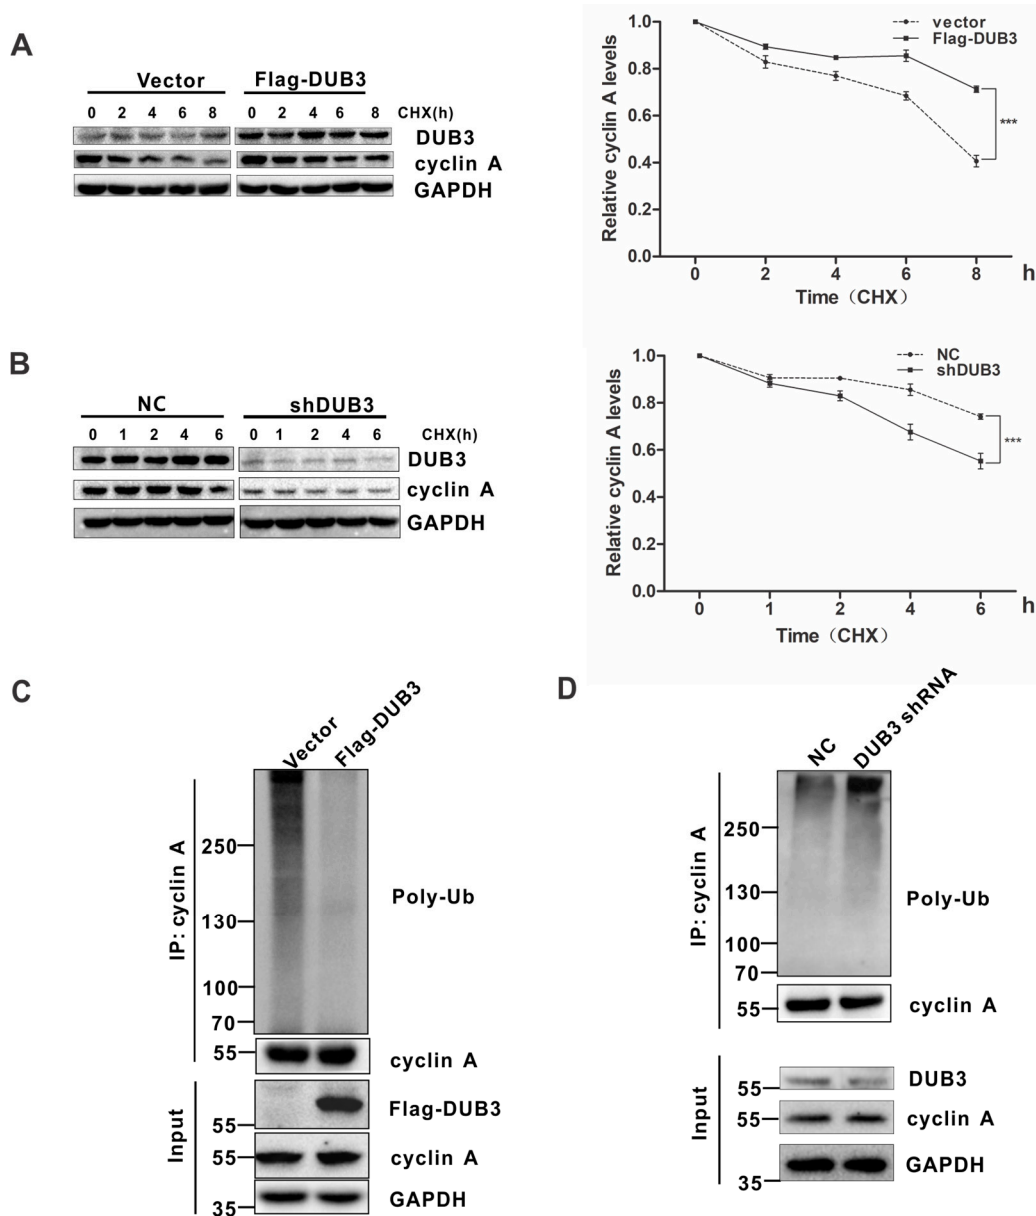 A
Vector Flag-DUB3
0 2 4 6 8 0 2 4 6 8 CHX(h)
DUB3
cyclin A
GAPDH
Relative cyclin A levels
1.0
0.8
0.6
0.4
0.2
0.0
vector
Flag-DUB3
***
0 2 4 6 8 h
Time（CHX）
B
NC shDUB3
0 1 2 4 6 0 1 2 4 6 CHX(h)
DUB3
cyclin A
GAPDH
Relative cyclin A levels
1.0
0.8
0.6
0.4
0.2
0.0
NC
shDUB3
***
0 1 2 4 6 h
Time（CHX）
C
Vector Flag-DUB3
IP: cyclin A
250
130
100
70
55
Poly-Ub
cyclin A
Input
55
55
35
Flag-DUB3
cyclin A
GAPDH
D
NC DUB3 shRNA
IP: cyclin A
250
130
100
70
55
Poly-Ub
cyclin A
Input
55
55
35
DUB3
cyclin A
GAPDH